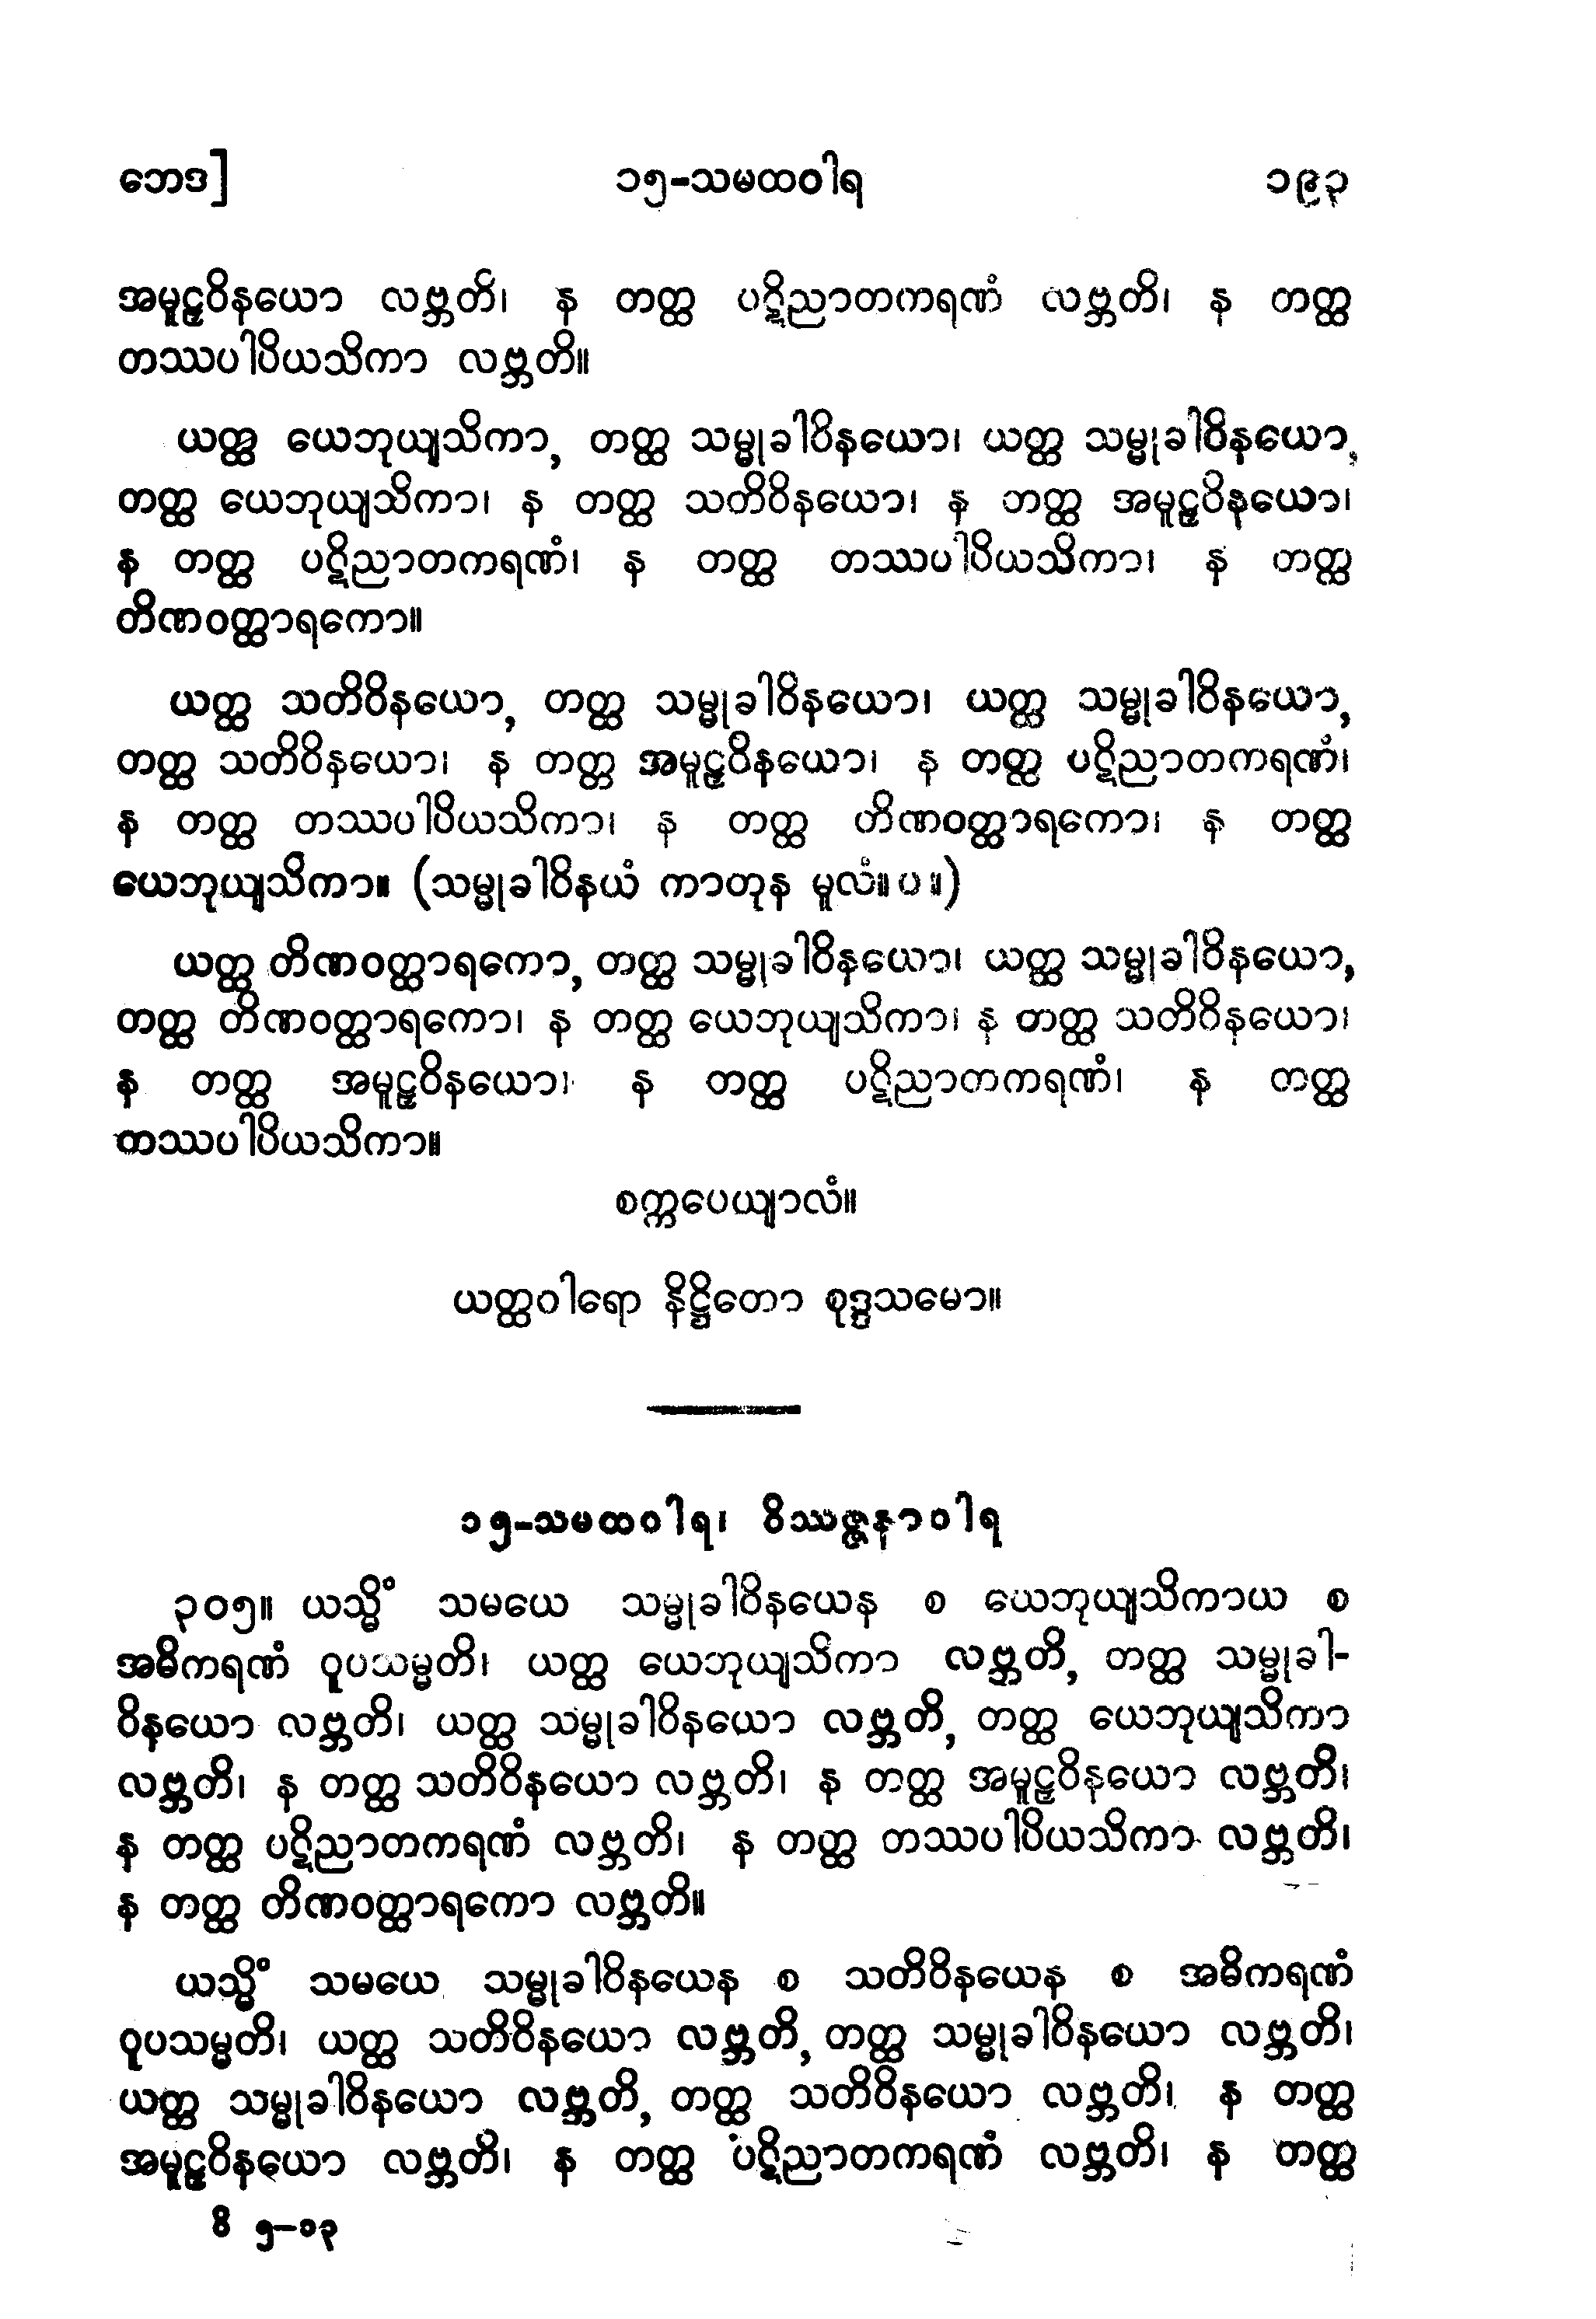 ဘေဒ]
၁၅-သမထဝါရ
၁၉၃
အမူဠှဝိနယော လဗ္ဘတိ၊ န တတ္ထ ပဋိညာတကရဏံ လဗ္ဘတိ၊ န တတ္ထ
တဿပါပိယသိကာ လဗ္ဘတိ။
ယတ္ထ ယေဘုယျသိကာ, တတ္ထ သမ္မုခါဝိနယော၊ ယတ္ထ သမ္မုခါဝိနယော,
တတ္ထ ယေဘုယျသိကာ၊ န တတ္ထ သတိဝိနယော၊ န တတ္ထ အမူဠှဝိနယော၊
န တတ္ထ ပဋိညာတကရဏံ၊ န တတ္ထ တဿပါပိယသိကာ၊ န တတ္ထ
တိဏဝတ္ထာရကော။
ယတ္ထ သတိဝိနယော, တတ္ထ သမ္မုခါဝိနယော၊ ယတ္ထ သမ္မုခါဝိနယော,
တတ္ထ သတိဝိနယော၊ န တတ္ထ အမူဠှဝိနယော၊ န တတ္ထ ပဋိညာတကရဏံ၊
န တတ္ထ တဿပါပိယသိကာ၊ န တတ္ထ တိဏဝတ္ထာရကော၊ န တတ္ထ
ယေဘုယျသိကာ။ (သမ္မုခါဝိနယံ ကာတုန မူလံ။ ပ ။)
ယတ္ထ တိဏဝတ္ထာရကော, တတ္ထ သမ္မုခါဝိနယော၊ ယတ္ထ သမ္မုခါဝိနယော,
တတ္ထ တိဏဝတ္ထာရကော၊ န တတ္ထ ယေဘုယျသိကာ၊ န တတ္ထ သတိဝိနယော၊
န တတ္ထ အမူဠှဝိနယော၊ န တတ္ထ ပဋိညာတကရဏံ၊ န တတ္ထ
တဿပါပိယသိကာ။
စက္ကပေယျာလံ။
ယတ္ထဝါရော နိဋ္ဌိတော စုဒ္ဒသမော။
၁၅-သမထဝါရ၊ ဝိဿဇ္ဇနာဝါရ
၃၀၅။ ယသ္မိံ သမယေ သမ္မုခါဝိနယေန စ ယေဘုယျသိကာယ စ
အဓိကရဏံ ဝူပသမ္မတိ၊ ယတ္ထ ယေဘုယျသိကာ လဗ္ဘတိ, တတ္ထ သမ္မုခါ-
ဝိနယော လဗ္ဘတိ၊ ယတ္ထ သမ္မုခါဝိနယော လဗ္ဘတိ, တတ္ထ ယေဘုယျသိကာ
လဗ္ဘတိ၊ န တတ္ထ သတိဝိနယော လဗ္ဘတိ၊ န တတ္ထ အမူဠှဝိနယော လဗ္ဘတိ၊
န တတ္ထ ပဋိညာတကရဏံ လဗ္ဘတိ၊ န တတ္ထ တဿပါပိယသိကာ လဗ္ဘတိ၊
န တတ္ထ တိဏဝတ္ထာရကော လဗ္ဘတိ။
ယသ္မိံ သမယေ သမ္မုခါဝိနယေန စ သတိဝိနယေန စ အဓိကရဏံ
ဝူပသမ္မတိ၊ ယတ္ထ သတိဝိနယော လဗ္ဘတိ, တတ္ထ သမ္မုခါဝိနယော လဗ္ဘတိ၊
ယတ္ထ သမ္မုခါဝိနယော လဗ္ဘတိ, တတ္ထ သတိဝိနယော လဗ္ဘတိ၊ န တတ္ထ
အမူဠှဝိနယော လဗ္ဘတိ၊ န တတ္ထ ပဋိညာတကရဏံ လဗ္ဘတိ၊ န တတ္ထ
ဝိ ၅-၁၃